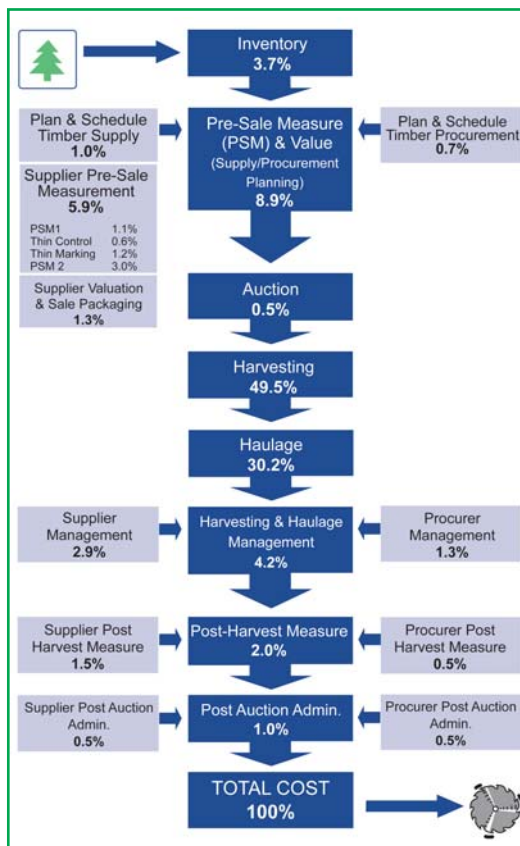 Inventory
3.7%
Plan & Schedule
Timber Supply
1.0%
Pre-Sale Measure
(PSM) & Value
(Supply/Procurement
Planning)
8.9%
Plan & Schedule
Timber Procurement
0.7%
Supplier Pre-Sale
Measurement
5.9%
PSM1 1.1%
Thin Control 0.6%
Thin Marking 1.2%
PSM 2 3.0%
Supplier Valuation
& Sale Packaging
1.3%
Auction
0.5%
Harvesting
49.5%
Haulage
30.2%
Supplier
Management
2.9%
Harvesting & Haulage
Management
4.2%
Procurer
Management
1.3%
Supplier Post
Harvest Measure
1.5%
Post-Harvest Measure
2.0%
Procurer Post
Harvest Measure
0.5%
Supplier Post Auction
Admin.
0.5%
Post Auction Admin.
1.0%
Procurer Post Auction
Admin.
0.5%
TOTAL COST
100%